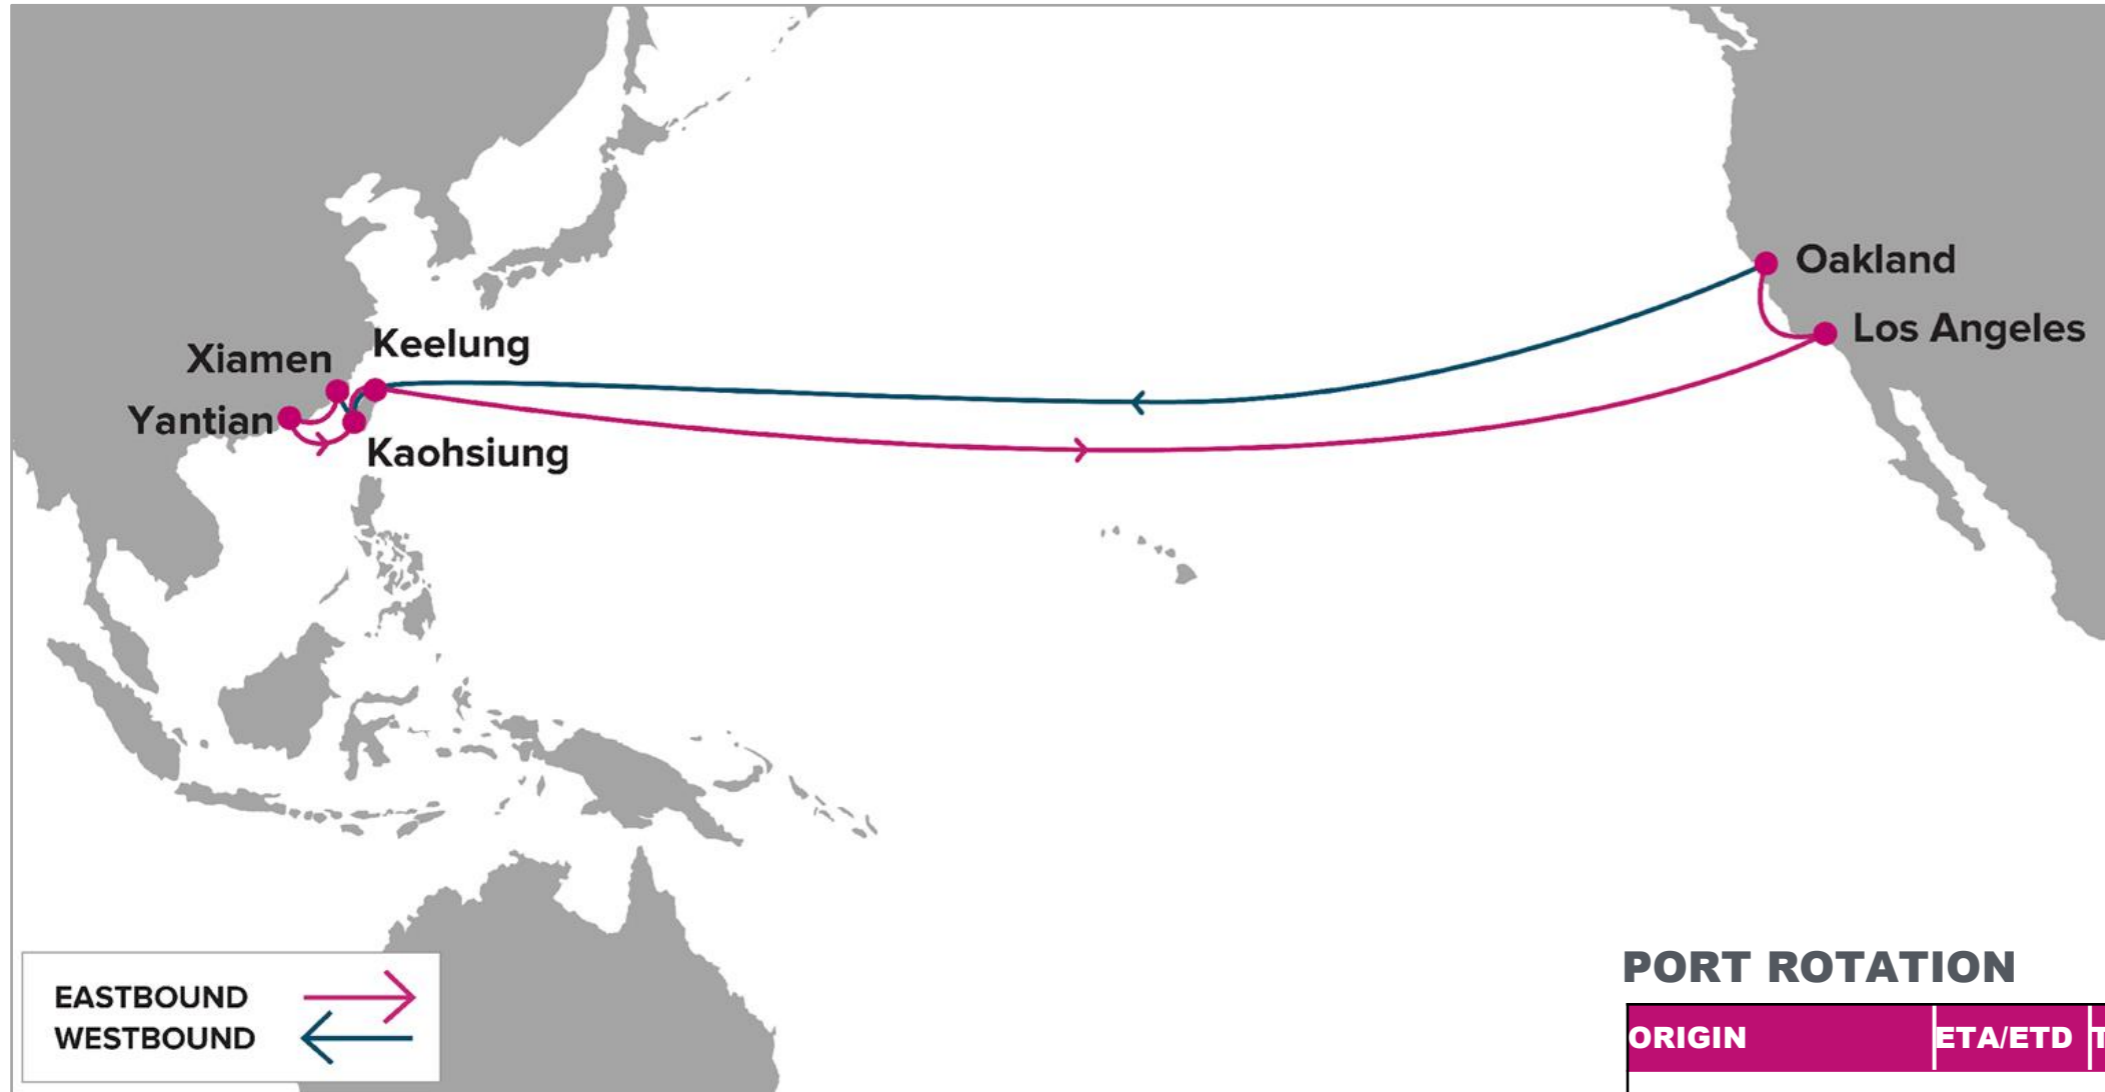 Oakland
Los Angeles
Keelung
Xiamen
Yantian
Kaohsiung
EASTBOUND
WESTBOUND
PORT ROTATION
ORIGIN ETA/ETD